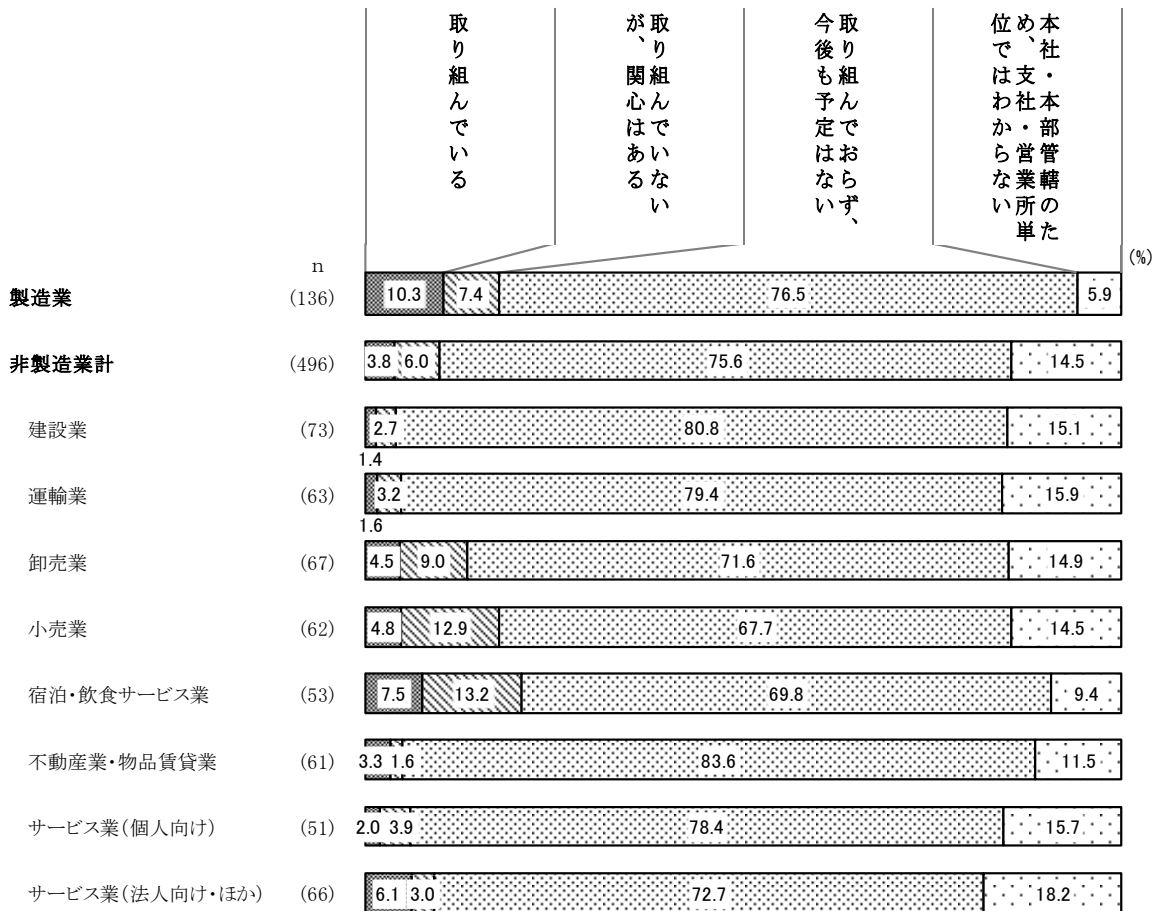 取り組んでいる
取り組んでいない
が、関心はある
取り組んでおらず、
今後も予定はない
本社・本部管轄のた
め、支社・営業所単
位ではわからない
(%)
n
製造業 (136) 10.3 7.4 76.5 5.9
非製造業計 (496) 3.8 6.0 75.6 14.5
建設業 (73) 2.7 80.8 15.1
1.4
運輸業 (63) 3.2 79.4 15.9
1.6
卸売業 (67) 4.5 9.0 71.6 14.9
小売業 (62) 4.8 12.9 67.7 14.5
宿泊・飲食サービス業 (53) 7.5 13.2 69.8 9.4
不動産業・物品賃貸業 (61) 3.3 1.6 83.6 11.5
サービス業(個人向け) (51) 2.0 3.9 78.4 15.7
サービス業(法人向け・ほか) (66) 6.1 3.0 72.7 18.2